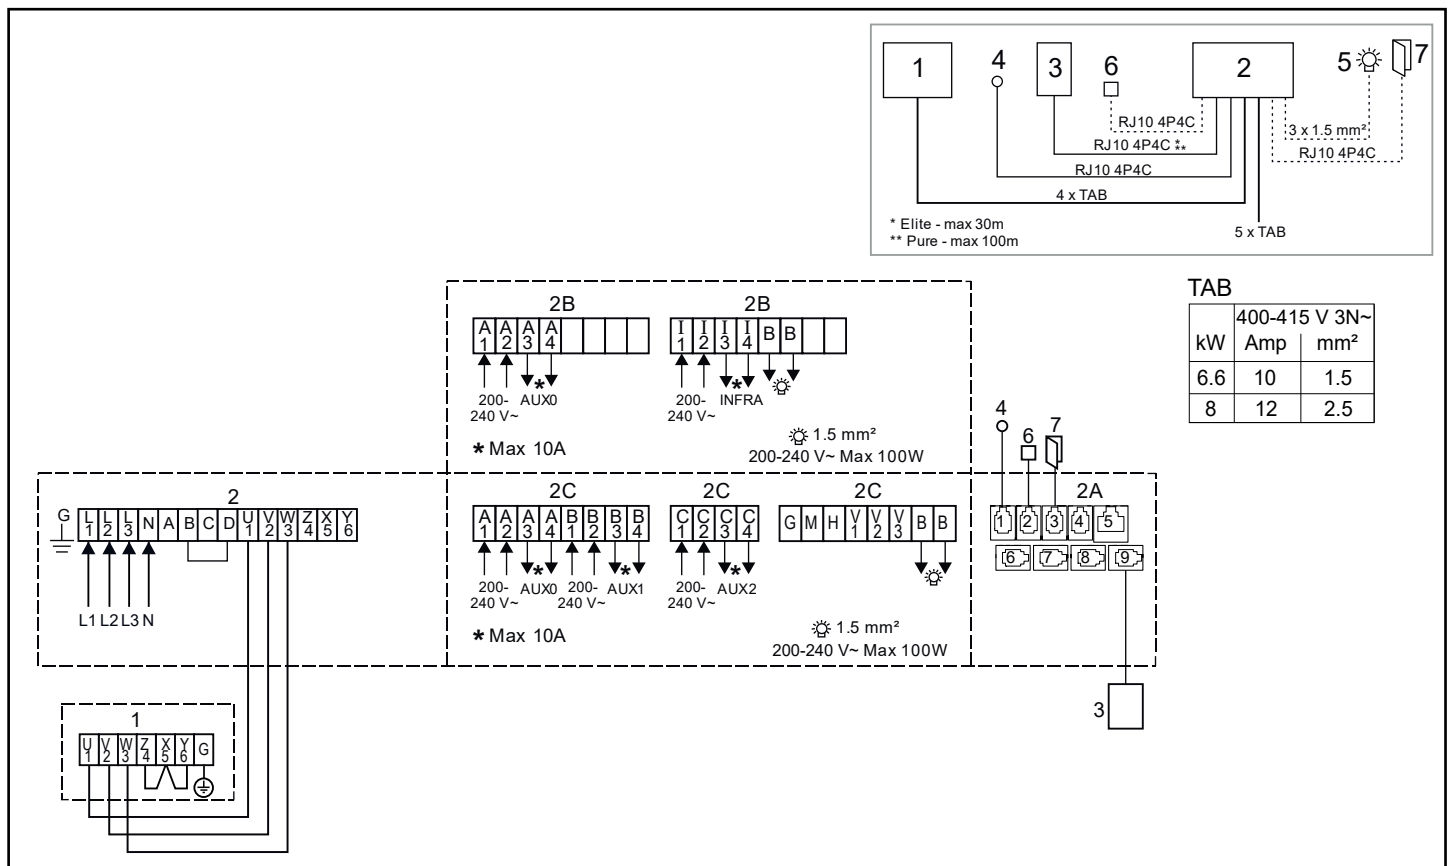 1
4
3
6
2
5
7
RJ10 4P4C
3 x 1.5 mm²
RJ10 4P4C *
**
RJ10 4P4C
RJ10 4P4C
4 x TAB
5 x TAB
* Elite - max 30m
** Pure - max 100m
TAB
400-415 V 3N~
kW Amp mm²
6.6 10 1.5
8 12 2.5
2B 2B
A1 A2 A3 A4
I1 I2 I3 I4 B B
200-240 V~ * AUX0
200-240 V~ * INFRA
* Max 10A
1.5 mm²
200-240 V~ Max 100W
4
6
7
2
G L1 L2 L3 N A B C D U1 V2 W3 Z4 X5 Y6
L1 L2 L3 N
2C 2C 2C
A1 A2 A3 A4 B1 B2 B3 B4
C1 C2 C3 C4
G M H V1 V2 V3 B B
200-240 V~ * AUX0 200-240 V~ * AUX1
200-240 V~ * AUX2
* Max 10A
1.5 mm²
200-240 V~ Max 100W
2A
1 2 3 4 5
6 7 8 9
3
1
U1 V2 W3 Z4 X5 Y6 G